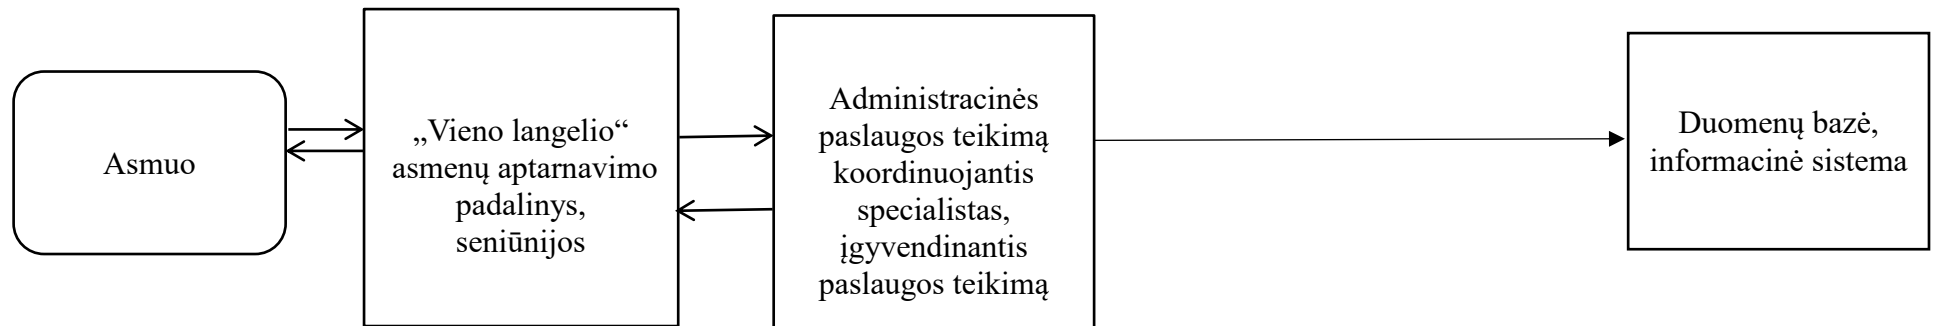 Asmuo
„Vieno langelio“
asmenų aptarnavimo
padalinys,
seniūnijos
Administracinės
paslaugos teikimą
koordinuojantis
specialistas,
įgyvendinantis
paslaugos teikimą
Duomenų bazė,
informacinė sistema